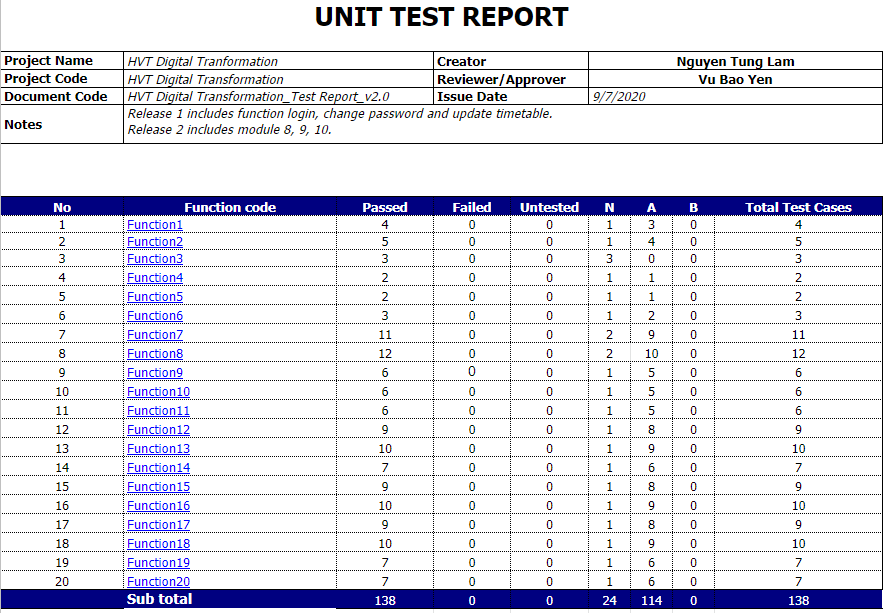 UNIT TEST REPORT
Project Name HVT Digital Tranformation Creator Nguyen Tung Lam
Project Code HVT Digital Transformation Reviewer/Approver Vu Bao Yen
Document Code HVT Digital Transformation_Test Report_v2.0 Issue Date 9/7/2020
Notes Release 1 includes function login, change password and update timetable.
Release 2 includes module 8, 9, 10.
No Function code Passed Failed Untested N A B Total Test Cases
1 Function1 4 0 0 1 3 0 4
2 Function2 5 0 0 1 4 0 5
3 Function3 3 0 0 3 0 0 3
4 Function4 2 0 0 1 1 0 2
5 Function5 2 0 0 1 1 0 2
6 Function6 3 0 0 1 2 0 3
7 Function7 11 0 0 2 9 0 11
8 Function8 12 0 0 2 10 0 12
9 Function9 6 0 0 1 5 0 6
10 Function10 6 0 0 1 5 0 6
11 Function11 6 0 0 1 5 0 6
12 Function12 9 0 0 1 8 0 9
13 Function13 10 0 0 1 9 0 10
14 Function14 7 0 0 1 6 0 7
15 Function15 9 0 0 1 8 0 9
16 Function16 10 0 0 1 9 0 10
17 Function17 9 0 0 1 8 0 9
18 Function18 10 0 0 1 9 0 10
19 Function19 7 0 0 1 6 0 7
20 Function20 7 0 0 1 6 0 7
Sub total 138 0 0 24 114 0 138